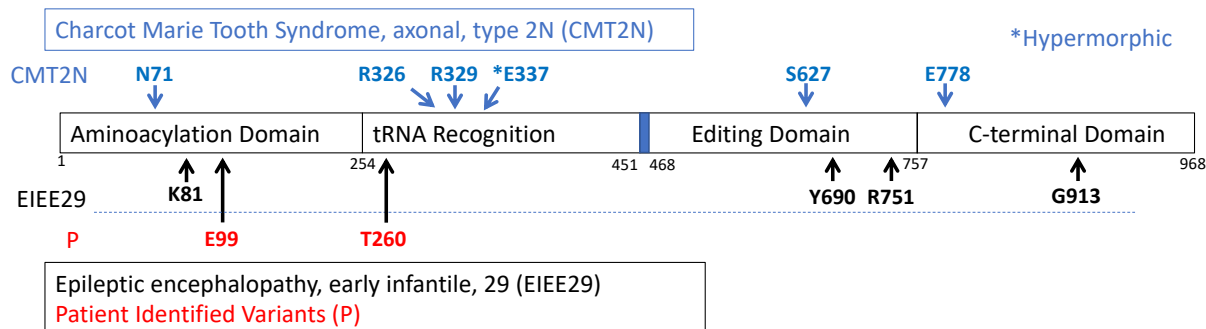 Charcot Marie Tooth Syndrome, axonal, type 2N (CMT2N)
*Hypermorphic
CMT2N N71 R326 R329 *E337 S627 E778
Aminoacylation Domain tRNA Recognition Editing Domain C-terminal Domain
1 254 451 468 757 968
EIEE29 K81 Y690 R751 G913
P E99 T260
Epileptic encephalopathy, early infantile, 29 (EIEE29)
Patient Identified Variants (P)